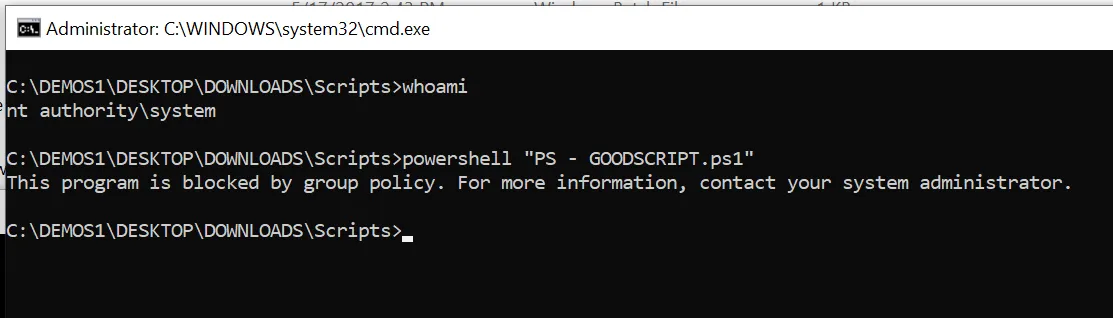 Administrator: C:\WINDOWS\system32\cmd.exe
C:\DEMOS1\DESKTOP\DOWNLOADS\Scripts>whoami
nt authority\system
C:\DEMOS1\DESKTOP\DOWNLOADS\Scripts>powershell "PS - GOODSCRIPT.ps1"
This program is blocked by group policy. For more information, contact your system administrator.
C:\DEMOS1\DESKTOP\DOWNLOADS\Scripts>